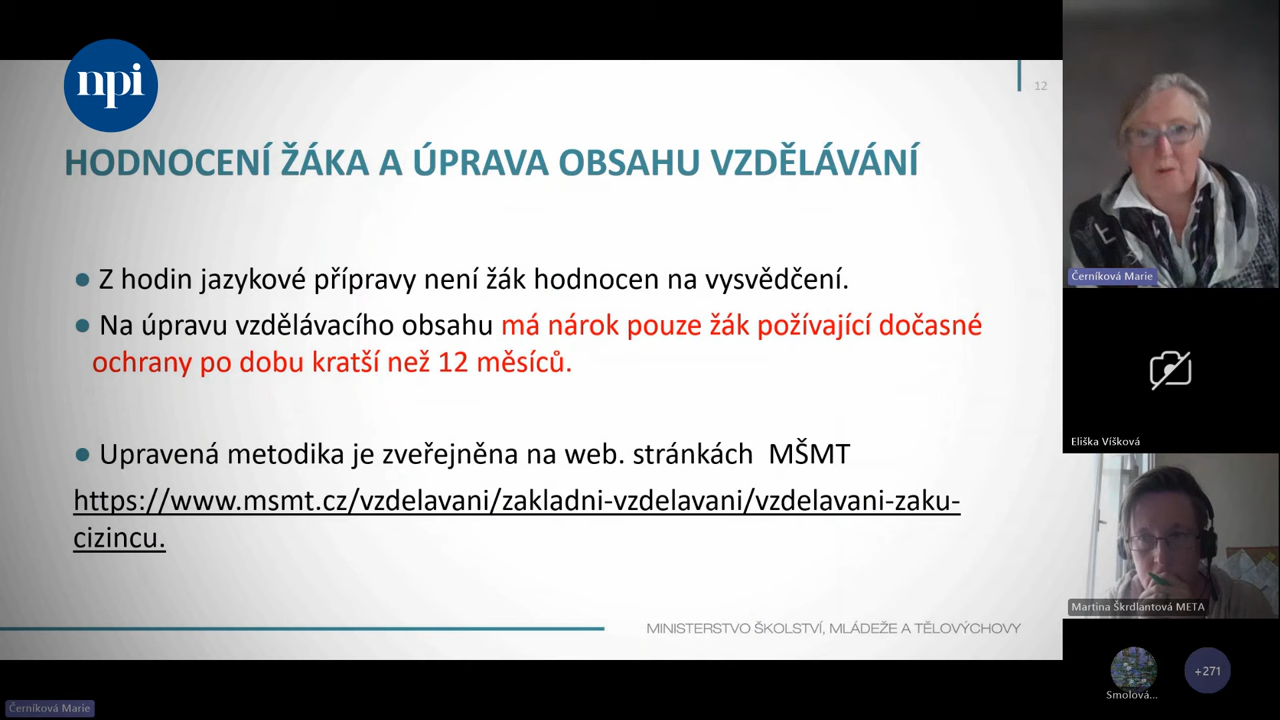 npi
12
HODNOCENÍ ŽÁKA A ÚPRAVA OBSAHU VZDĚLÁVÁNÍ
● Z hodin jazykové přípravy není žák hodnocen na vysvědčení.
● Na úpravu vzdělávacího obsahu má nárok pouze žák požívající dočasné
ochrany po dobu kratší než 12 měsíců.
● Upravená metodika je zveřejněna na web. stránkách MŠMT
https://www.msmt.cz/vzdelavani/zakladni-vzdelavani/vzdelavani-zaku-
cizincu.
MINISTERSTVO ŠKOLSTVÍ, MLÁDEŽE A TĚLOVÝCHOVY
Černíková Marie
Černíková Marie
Eliška Víšková
Martina Škrdlantová META
Smolová...
+271